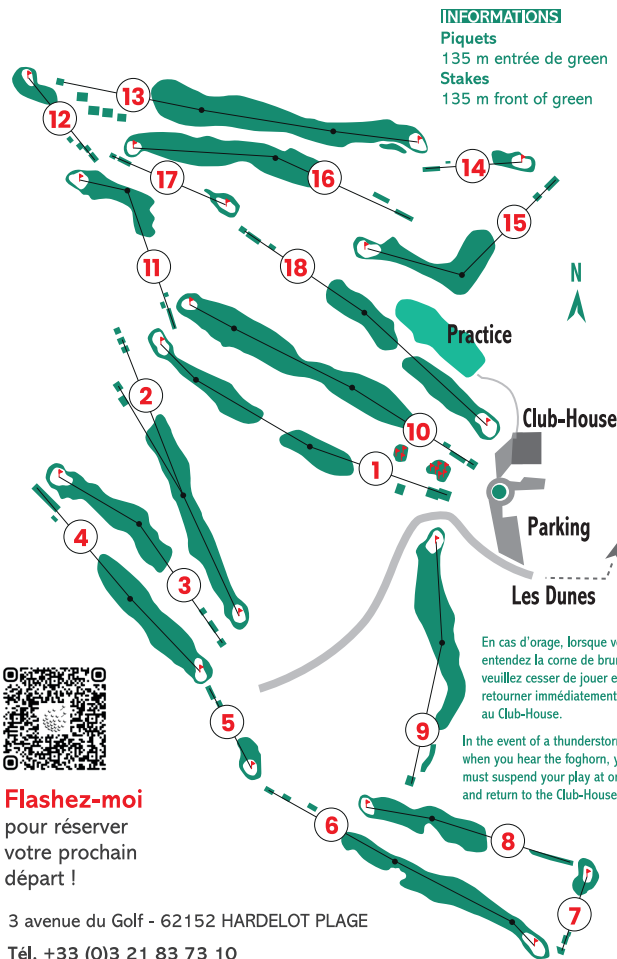 INFORMATIONS
Piquets
135 m entrée de green
Stakes
135 m front of green
13
12
14
17
16
15
18
11
N
Practice
2
Club-House
10
1
4
Parking
3
Les Dunes
En cas d'orage, lorsque
entendez la corne de
veuillez cesser de jouer
retourner immédiatement
au Club-House.
5
9
In the event of a
when you hear the foghorn,
must suspend your play at
and return to the Club-House
Flashez-moi
pour réserver
votre prochain
départ !
6
8
7
3 avenue du Golf - 62152 HARDELOT PLAGE
Tél. +33 (0)3 21 83 73 10